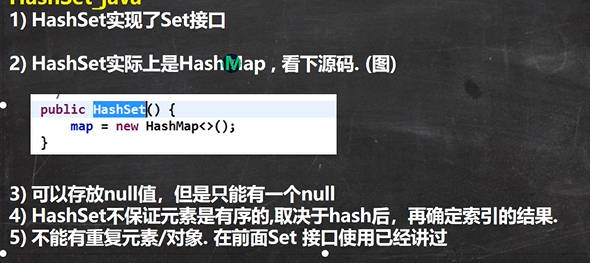 HashSet_.java
1) HashSet实现了Set接口
2) HashSet实际上是HashMap , 看下源码. (图)
public HashSet() {
map = new HashMap<>();
}
3) 可以存放null值，但是只能有一个null
4) HashSet不保证元素是有序的,取决于hash后，再确定索引的结果.
5) 不能有重复元素/对象. 在前面Set 接口使用已经讲过